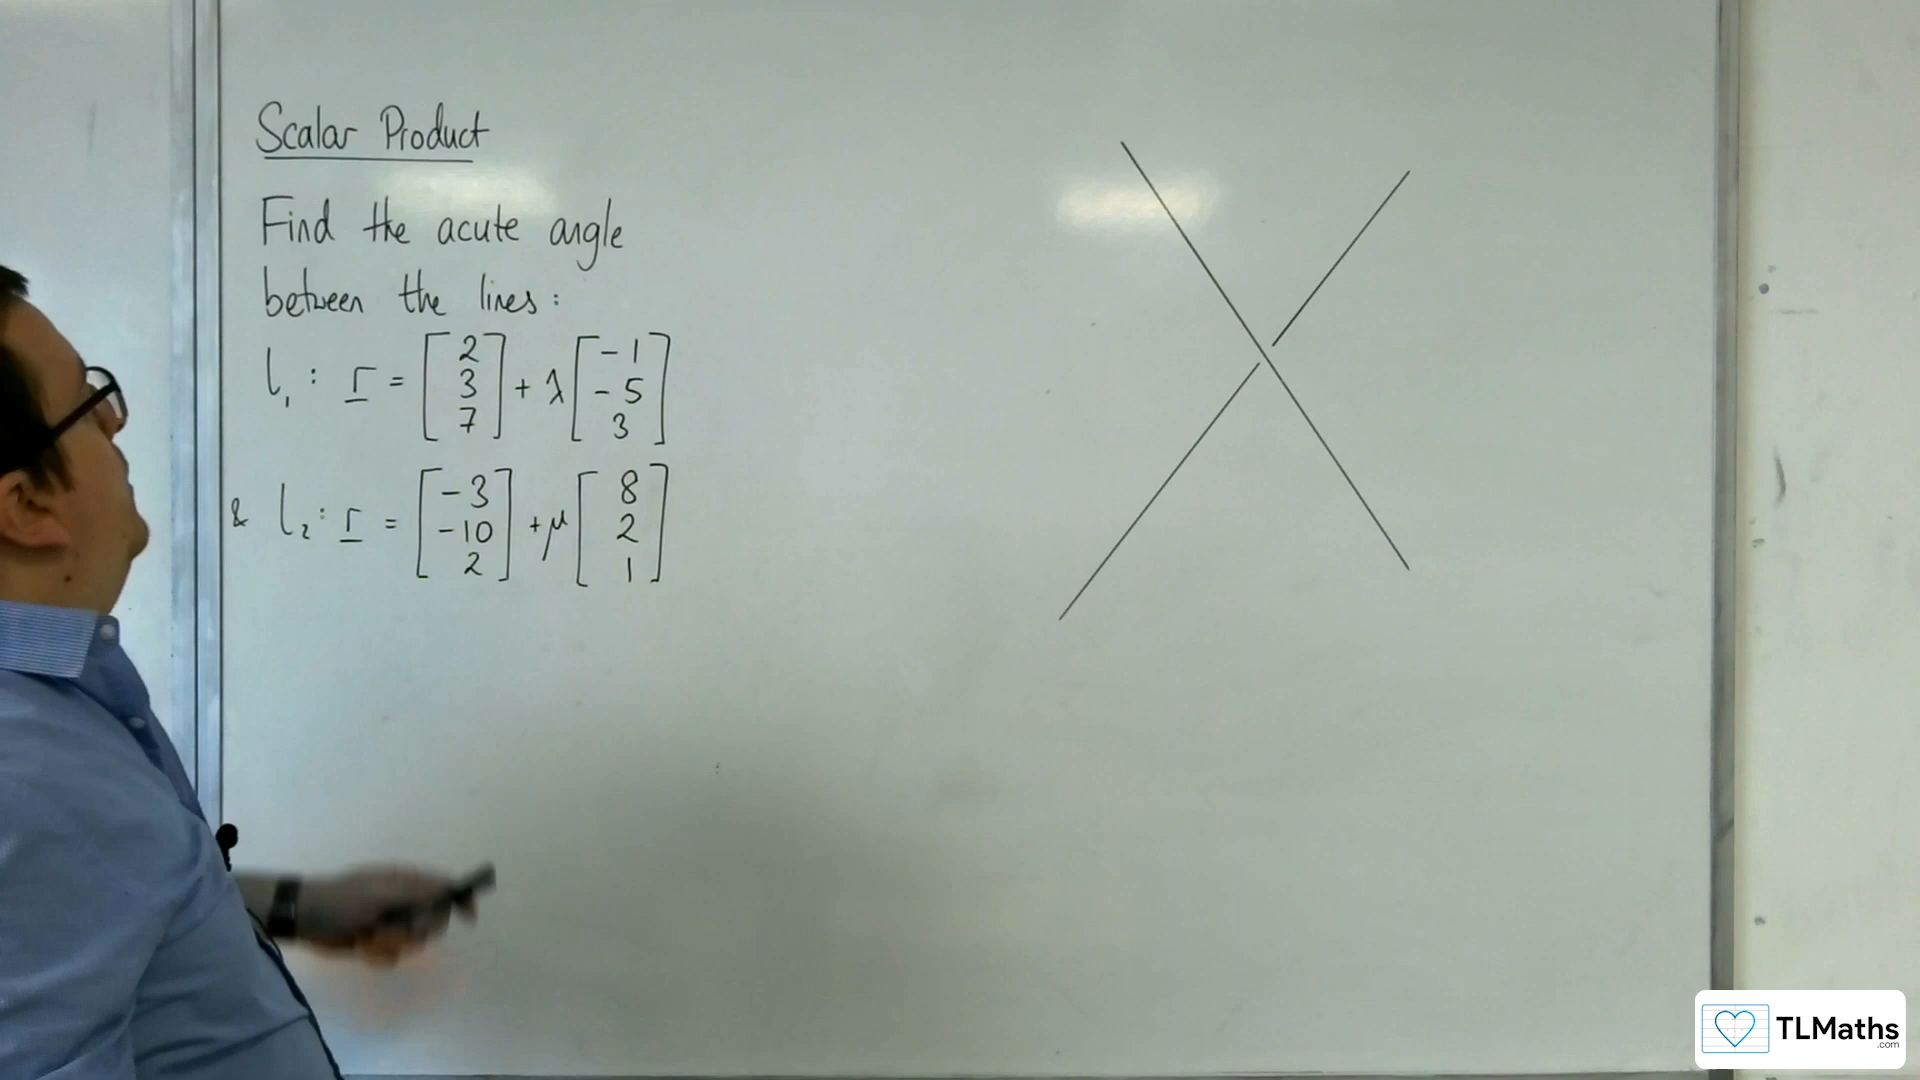 Scalar Product
Find the acute angle
between the lines:
l₁: r = [2 3 7] + λ[-1 -5 3]
& l₂: r = [-3 -10 2] + μ[8 2 1]
TLMaths
.com